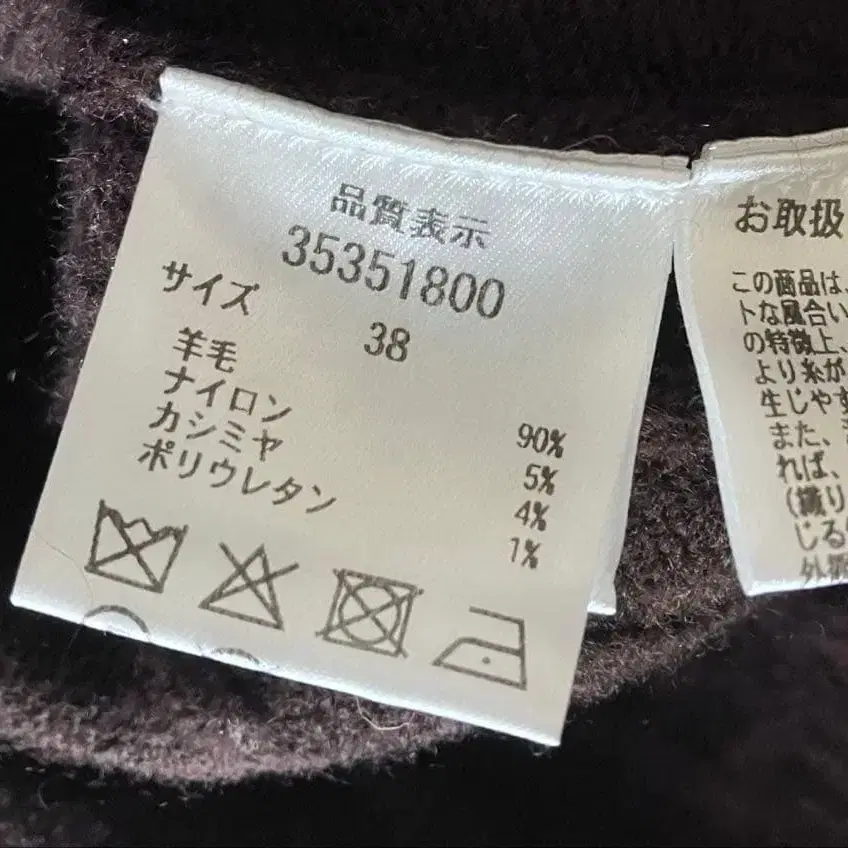 品質表示
35351800
サイズ
38
羊毛 90%
ナイロン 5%
カシミヤ 4%
ポリウレタン 1%
お取扱
この商品は、
トな風合い
の特徴上、
より糸が
生じやす
また、
れば、
(織り
じる
外